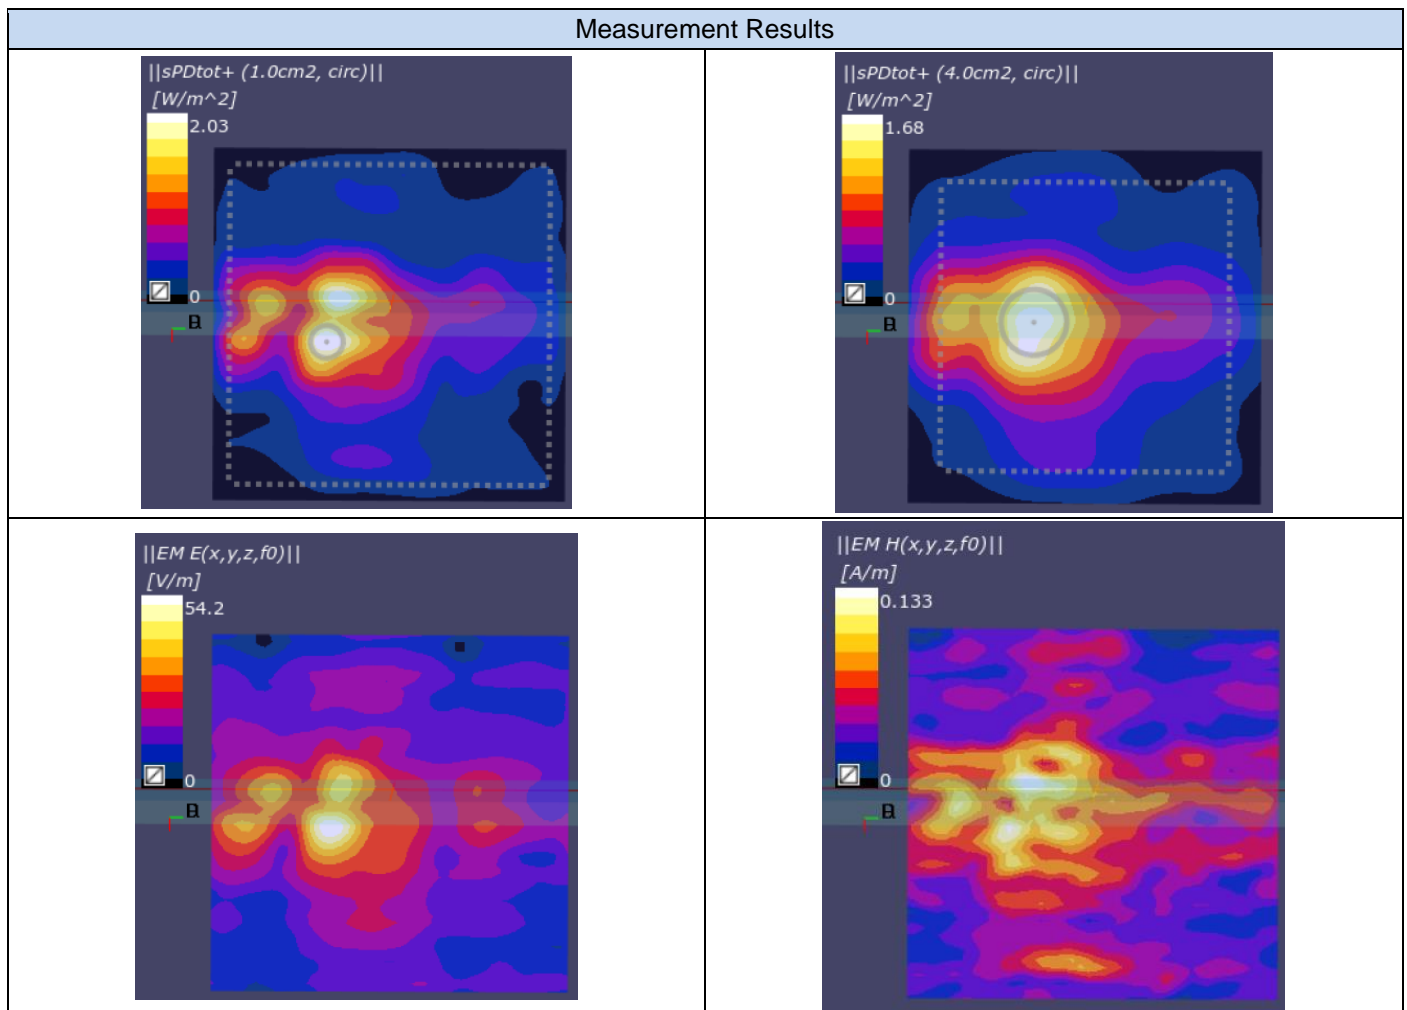 Measurement Results
||sPDtot+ (1.0cm2, circ)||
[W/m^2]
2.03
0
||sPDtot+ (4.0cm2, circ)||
[W/m^2]
1.68
0
||EM E(x,y,z,f0)||
[V/m]
54.2
0
||EM H(x,y,z,f0)||
[A/m]
0.133
0